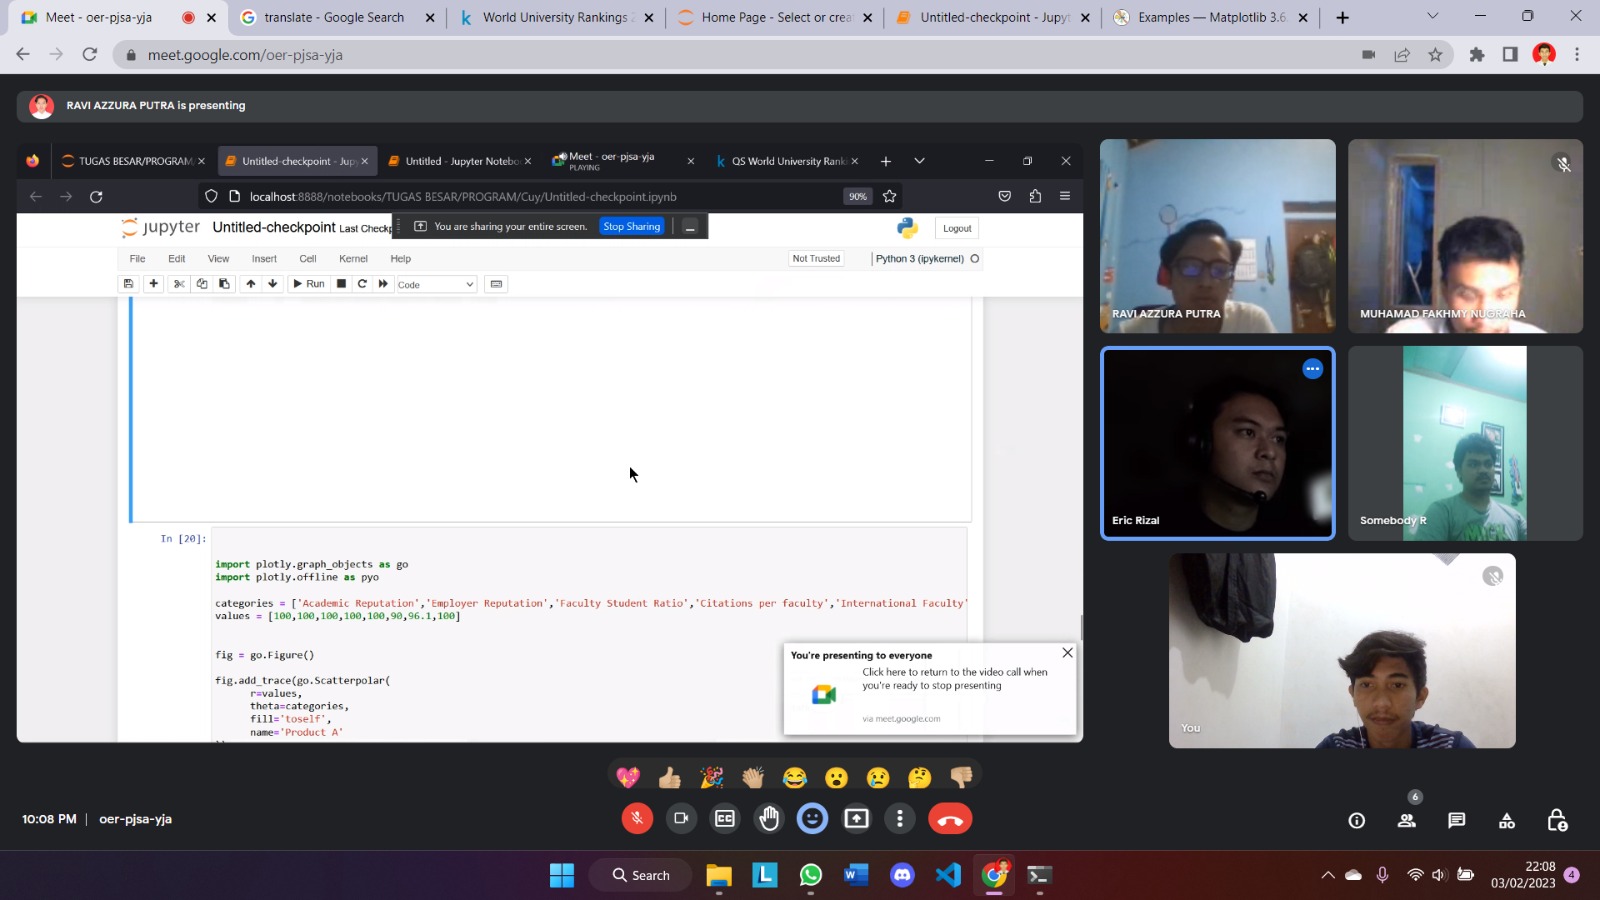 Meet - oer-pjsa-yja
translate - Google Search
World University Rankings 2
Home Page - Select or crea
Untitled-checkpoint - Jupyt
Examples — Matplotlib 3.6.
meet.google.com/oer-pjsa-yja
RAVI AZZURA PUTRA is presenting
TUGAS BESAR/PROGRAM
Untitled-checkpoint - Jup
Untitled - Jupyter Notebo
Meet - oer-pjsa-yja
PLAYING
QS World University Rank
localhost:8888/notebooks/TUGAS BESAR/PROGRAM/Cuy/Untitled-checkpoint.ipynb
90%
jupyter Untitled-checkpoint Last Checkp
You are sharing your entire screen.
Stop Sharing
Logout
File Edit View Insert Cell Kernel Help
Not Trusted
Python 3 (ipykernel)
Run
Code
In [20]:
import plotly.graph_objects as go
import plotly.offline as pyo
categories = ['Academic Reputation','Employer Reputation','Faculty Student Ratio','Citations per faculty','International Faculty'
values = [100,100,100,100,100,90,96.1,100]
fig = go.Figure()
fig.add_trace(go.Scatterpolar(
r=values,
theta=categories,
fill='toself',
name='Product A'
You're presenting to everyone
Click here to return to the video call when
you're ready to stop presenting
via meet.google.com
RAVI AZZURA PUTRA
MUHAMAD FAKHMY NUGRAHA
Eric Rizal
Somebody R
You
10:08 PM | oer-pjsa-yja
CC
6
Search
L
W
22:08
03/02/2023
4